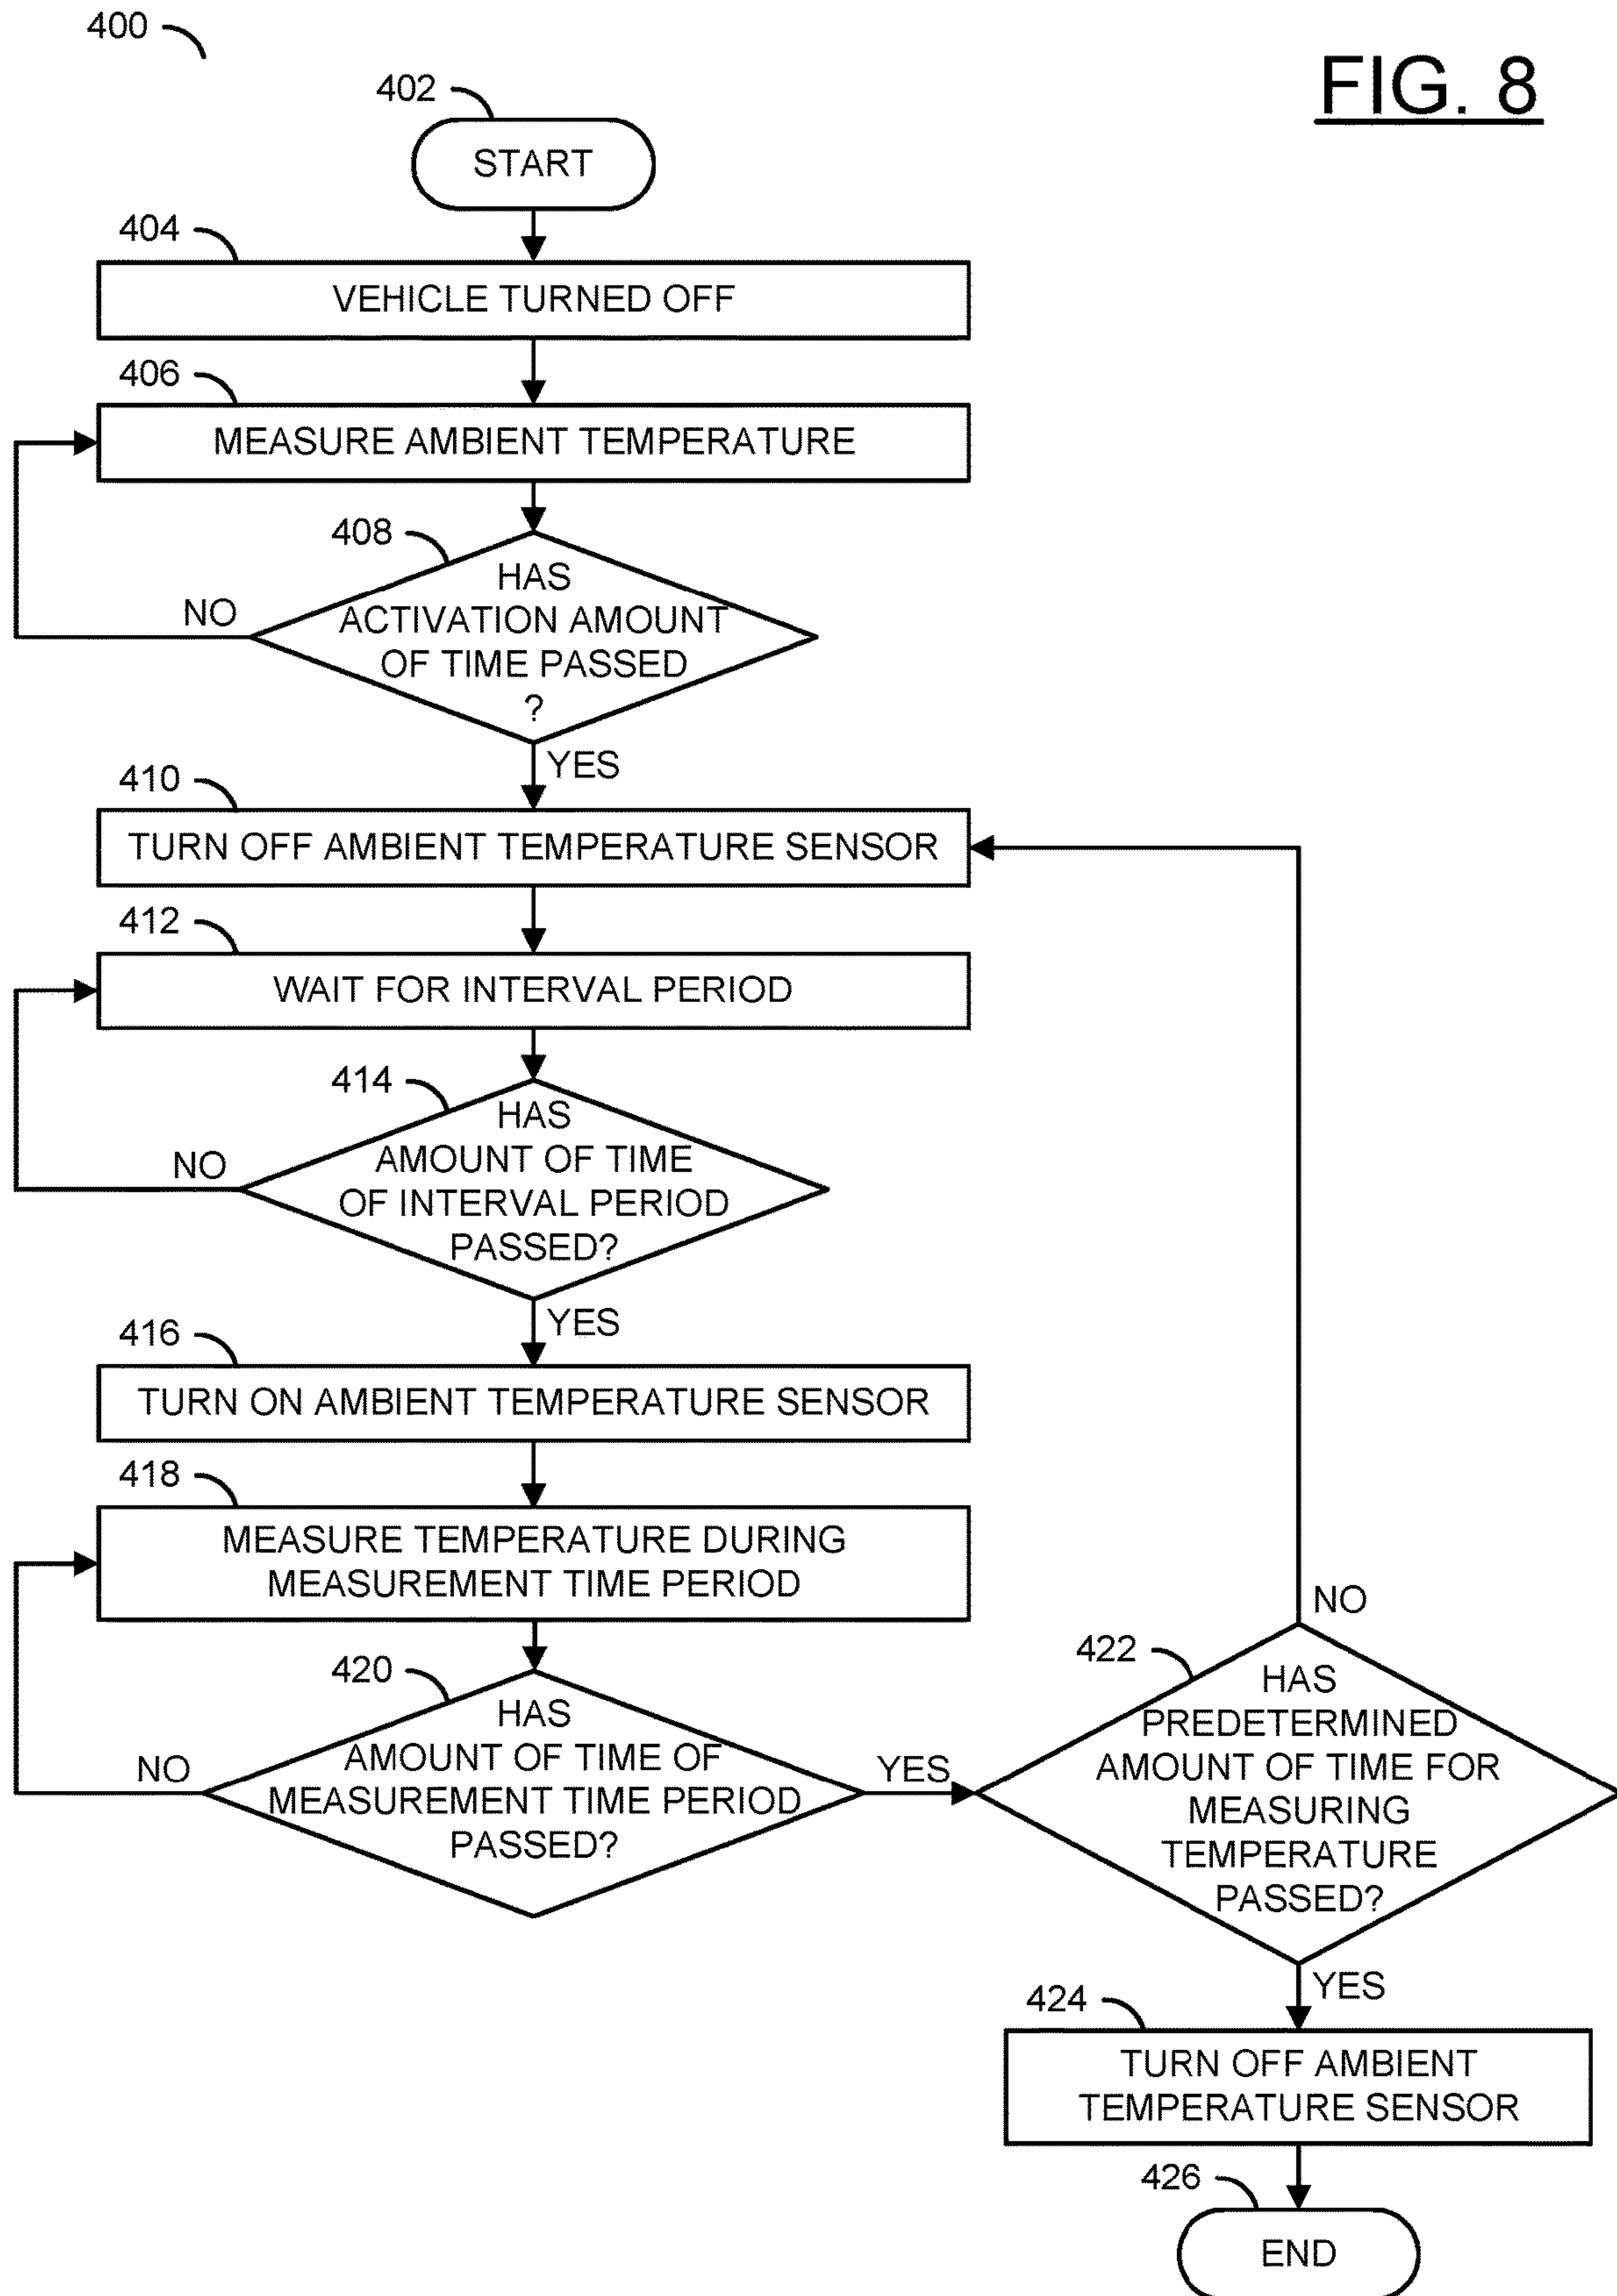 400
FIG. 8
402
START
404
VEHICLE TURNED OFF
406
MEASURE AMBIENT TEMPERATURE
408
HAS
ACTIVATION AMOUNT
OF TIME PASSED
?
NO
YES
410
TURN OFF AMBIENT TEMPERATURE SENSOR
412
WAIT FOR INTERVAL PERIOD
414
HAS
AMOUNT OF TIME
OF INTERVAL PERIOD
PASSED?
NO
YES
416
TURN ON AMBIENT TEMPERATURE SENSOR
418
MEASURE TEMPERATURE DURING
MEASUREMENT TIME PERIOD
420
HAS
AMOUNT OF TIME OF
MEASUREMENT TIME PERIOD
PASSED?
NO
YES
422
HAS
PREDETERMINED
AMOUNT OF TIME FOR
MEASURING
TEMPERATURE
PASSED?
NO
YES
424
TURN OFF AMBIENT
TEMPERATURE SENSOR
426
END